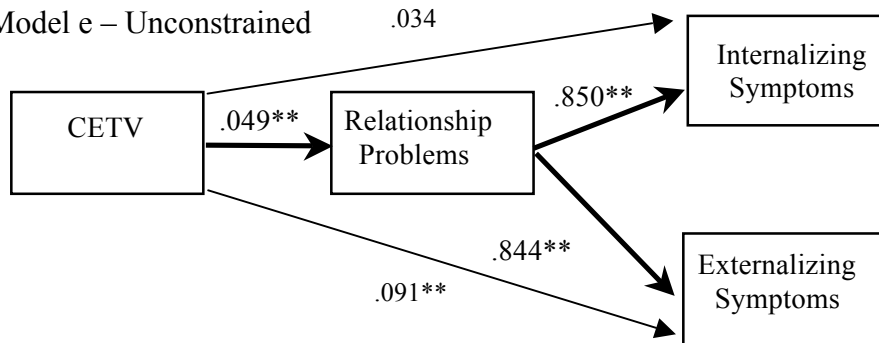 Model e – Unconstrained
.034
Internalizing
Symptoms
CETV
.049**
Relationship
Problems
.850**
.844**
.091**
Externalizing
Symptoms